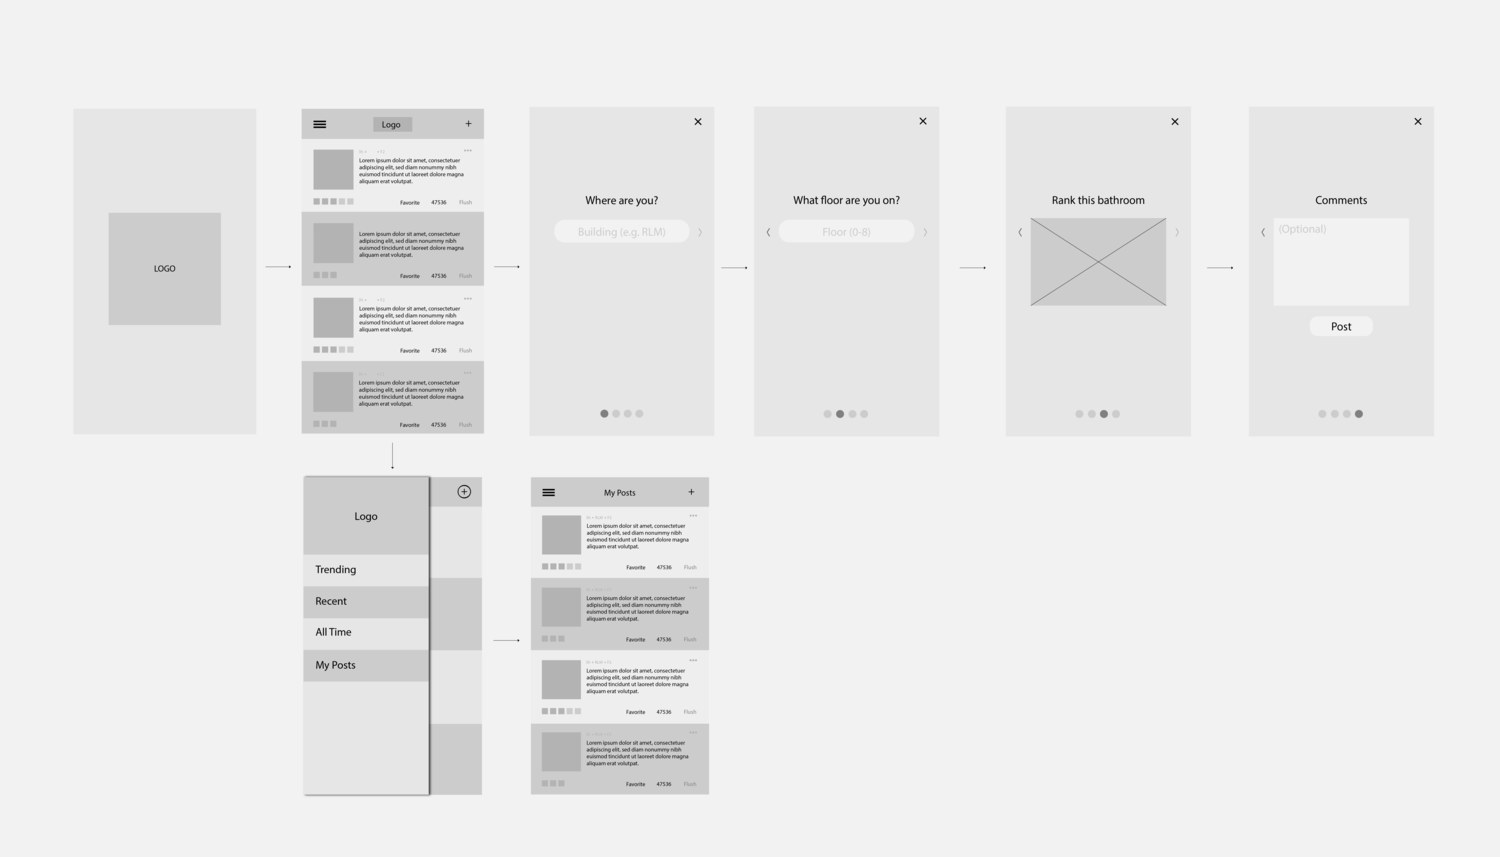 LOGO
Logo
+
Lorem ipsum dolor sit amet, consectetuer
adipiscing elit, sed diam nonummy nibh
euismod tincidunt ut laoreet dolore magna
aliquam erat volutpat.
Favorite 47536 Flush
Lorem ipsum dolor sit amet, consectetuer
adipiscing elit, sed diam nonummy nibh
euismod tincidunt ut laoreet dolore magna
aliquam erat volutpat.
Favorite 47536 Flush
Lorem ipsum dolor sit amet, consectetuer
adipiscing elit, sed diam nonummy nibh
euismod tincidunt ut laoreet dolore magna
aliquam erat volutpat.
Favorite 47536 Flush
Lorem ipsum dolor sit amet, consectetuer
adipiscing elit, sed diam nonummy nibh
euismod tincidunt ut laoreet dolore magna
aliquam erat volutpat.
Favorite 47536 Flush
Where are you?
Building (e.g. RLM)
What floor are you on?
Floor (0-8)
Rank this bathroom
Comments
(Optional)
Post
Logo
Trending
Recent
All Time
My Posts
My Posts
+
Lorem ipsum dolor sit amet, consectetuer
adipiscing elit, sed diam nonummy nibh
euismod tincidunt ut laoreet dolore magna
aliquam erat volutpat.
Favorite 47536 Flush
Lorem ipsum dolor sit amet, consectetuer
adipiscing elit, sed diam nonummy nibh
euismod tincidunt ut laoreet dolore magna
aliquam erat volutpat.
Favorite 47536 Flush
Lorem ipsum dolor sit amet, consectetuer
adipiscing elit, sed diam nonummy nibh
euismod tincidunt ut laoreet dolore magna
aliquam erat volutpat.
Favorite 47536 Flush
Lorem ipsum dolor sit amet, consectetuer
adipiscing elit, sed diam nonummy nibh
euismod tincidunt ut laoreet dolore magna
aliquam erat volutpat.
Favorite 47536 Flush